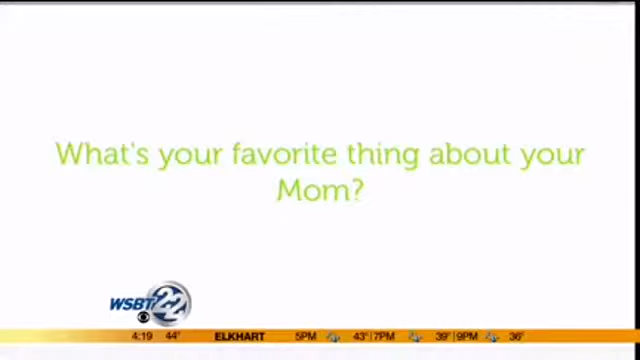 What's your favorite thing about your
Mom?
WSBT 22
4:19 44° ELKHART 5PM 43° 7PM 39° 9PM 36°